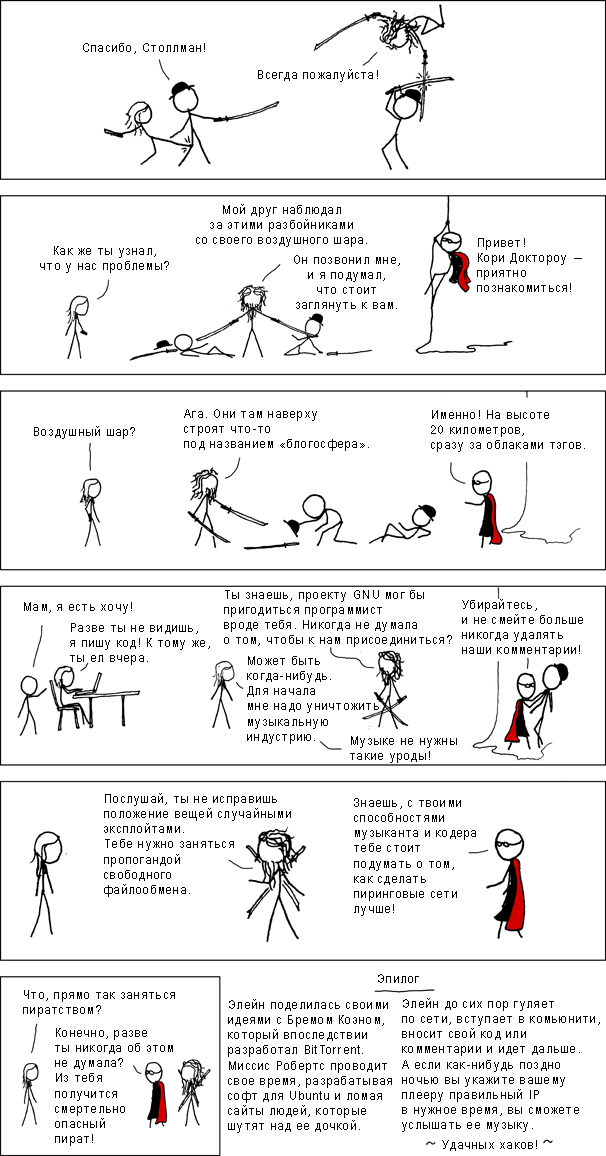 Спасибо, Столлман!
Всегда пожалуйста!
Как же ты узнал,
что у нас проблемы?
Мой друг наблюдал
за этими разбойниками
со своего воздушного шара.
Он позвонил мне,
и я подумал,
что стоит
заглянуть к вам.
Привет!
Кори Доктороу —
приятно
познакомиться!
Воздушный шар?
Ага. Они там наверху
строят что-то
под названием «блогосфера».
Именно! На высоте
20 километров,
сразу за облаками тэгов.
Мам, я есть хочу!
Разве ты не видишь,
я пишу код! К тому же,
ты ел вчера.
Ты знаешь, проекту GNU мог бы
пригодиться программист
вроде тебя. Никогда не думала
о том, чтобы к нам присоединиться?
Может быть
когда-нибудь.
Для начала
мне надо уничтожить
музыкальную
индустрию.
Музыке не нужны
такие уроды!
Убирайтесь,
и не смейте больше
никогда удалять
наши комментарии!
Послушай, ты не исправишь
положение вещей случайными
эксплойтами.
Тебе нужно заняться
пропагандой
свободного
файлообмена.
Знаешь, с твоими
способностями
музыканта и кодера
тебе стоит
подумать о том,
как сделать
пиринговые сети
лучше!
Что, прямо так заняться
пиратством?
Конечно, разве
ты никогда об этом
не думала?
Из тебя
получится
смертельно
опасный
пират!
Эпилог
Элейн поделилась своими
идеями с Бремом Коэном,
который впоследствии
разработал BitTorrent.
Миссис Робертс проводит
свое время, разрабатывая
софт для Ubuntu и ломая
сайты людей, которые
шутят над ее дочкой.
Элейн до сих пор гуляет
по сети, вступает в комьюнити,
вносит свой код или
комментарии и идет дальше.
А если как-нибудь поздно
ночью вы укажите вашему
плееру правильный IP
в нужное время, вы сможете
услышать ее музыку.
~ Удачных хаков! ~